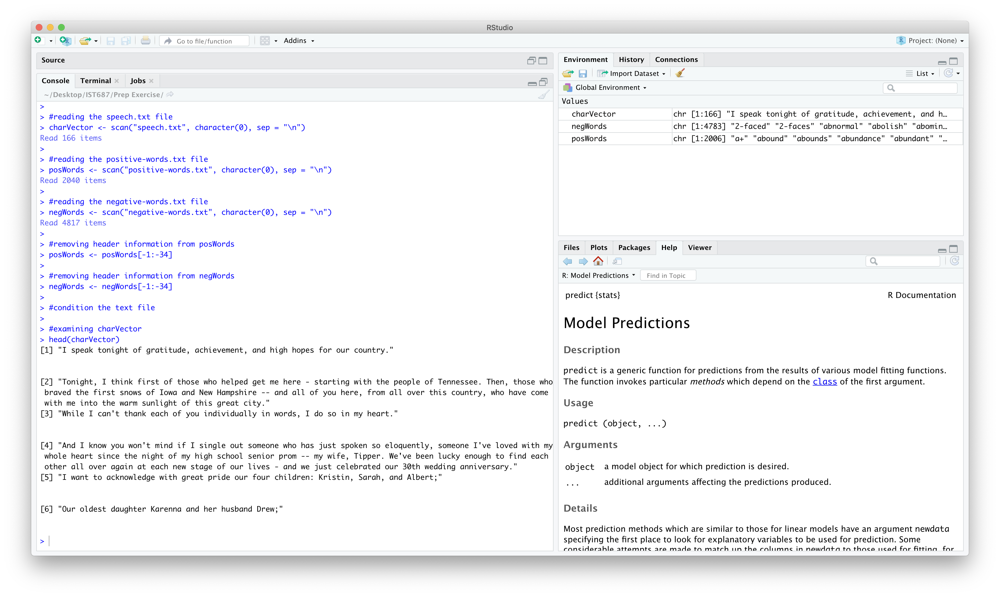 RStudio
Go to file/function
Addins
Project: (None)
Source
Console Terminal Jobs
~/Desktop/IST687/Prep Exercise/
>
> #reading the speech.txt file
> charVector <- scan("speech.txt", character(0), sep = "\n")
Read 166 items
>
> #reading the positive-words.txt file
> posWords <- scan("positive-words.txt", character(0), sep = "\n")
Read 2040 items
>
> #reading the negative-words.txt file
> negWords <- scan("negative-words.txt", character(0), sep = "\n")
Read 4817 items
>
> #removing header information from posWords
> posWords <- posWords[-1:-34]
>
> #removing header information from negWords
> negWords <- negWords[-1:-34]
>
> #condition the text file
>
> #examining charVector
> head(charVector)
[1] "I speak tonight of gratitude, achievement, and high hopes for our country."
[2] "Tonight, I think first of those who helped get me here - starting with the people of Tennessee. Then, those who
braved the first snows of Iowa and New Hampshire -- and all of you here, from all over this country, who have come
with me into the warm sunlight of this great city."
[3] "While I can't thank each of you individually in words, I do so in my heart."
[4] "And I know you won't mind if I single out someone who has just spoken so eloquently, someone I've loved with my
whole heart since the night of my high school senior prom -- my wife, Tipper. We've been lucky enough to find each
other all over again at each new stage of our lives - and we just celebrated our 30th wedding anniversary."
[5] "I want to acknowledge with great pride our four children: Kristin, Sarah, and Albert;"
[6] "Our oldest daughter Karenna and her husband Drew;"
>
Environment History Connections
Import Dataset
List
Global Environment
Values
charVector chr [1:166] "I speak tonight of gratitude, achievement, and h…
negWords chr [1:4783] "2-faced" "2-faces" "abnormal" "abolish" "abomin…
posWords chr [1:2006] "a+" "abound" "abounds" "abundance" "abundant" "…
Files Plots Packages Help Viewer
R: Model Predictions
Find in Topic
predict {stats}
R Documentation
Model Predictions
Description
predict is a generic function for predictions from the results of various model fitting functions.
The function invokes particular methods which depend on the class of the first argument.
Usage
predict (object, ...)
Arguments
object a model object for which prediction is desired.
... additional arguments affecting the predictions produced.
Details
Most prediction methods which are similar to those for linear models have an argument newdata
specifying the first place to look for explanatory variables to be used for prediction. Some
considerable attempts are made to match up the columns in newdata to those used for fitting, for